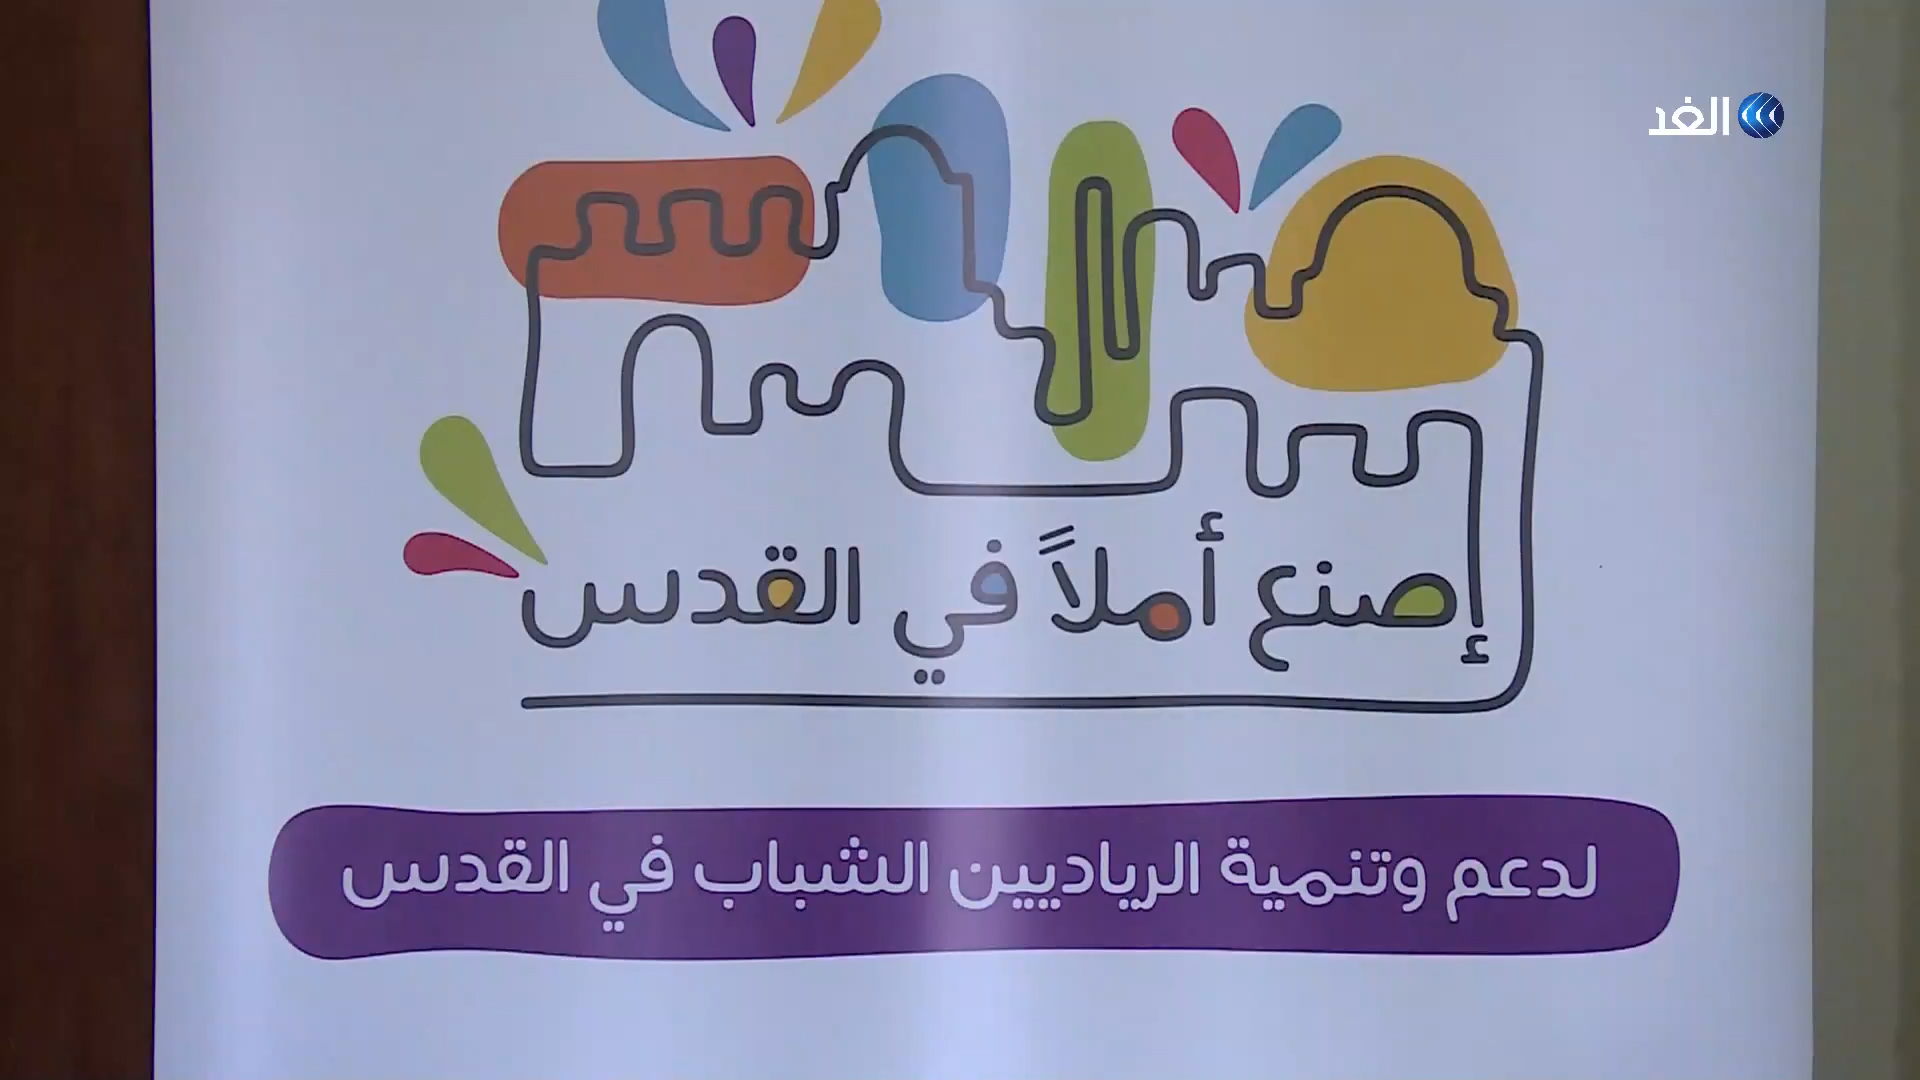 الغد
إصنع أملاً في القدس
لدعم وتنمية الرياديين الشباب في القدس